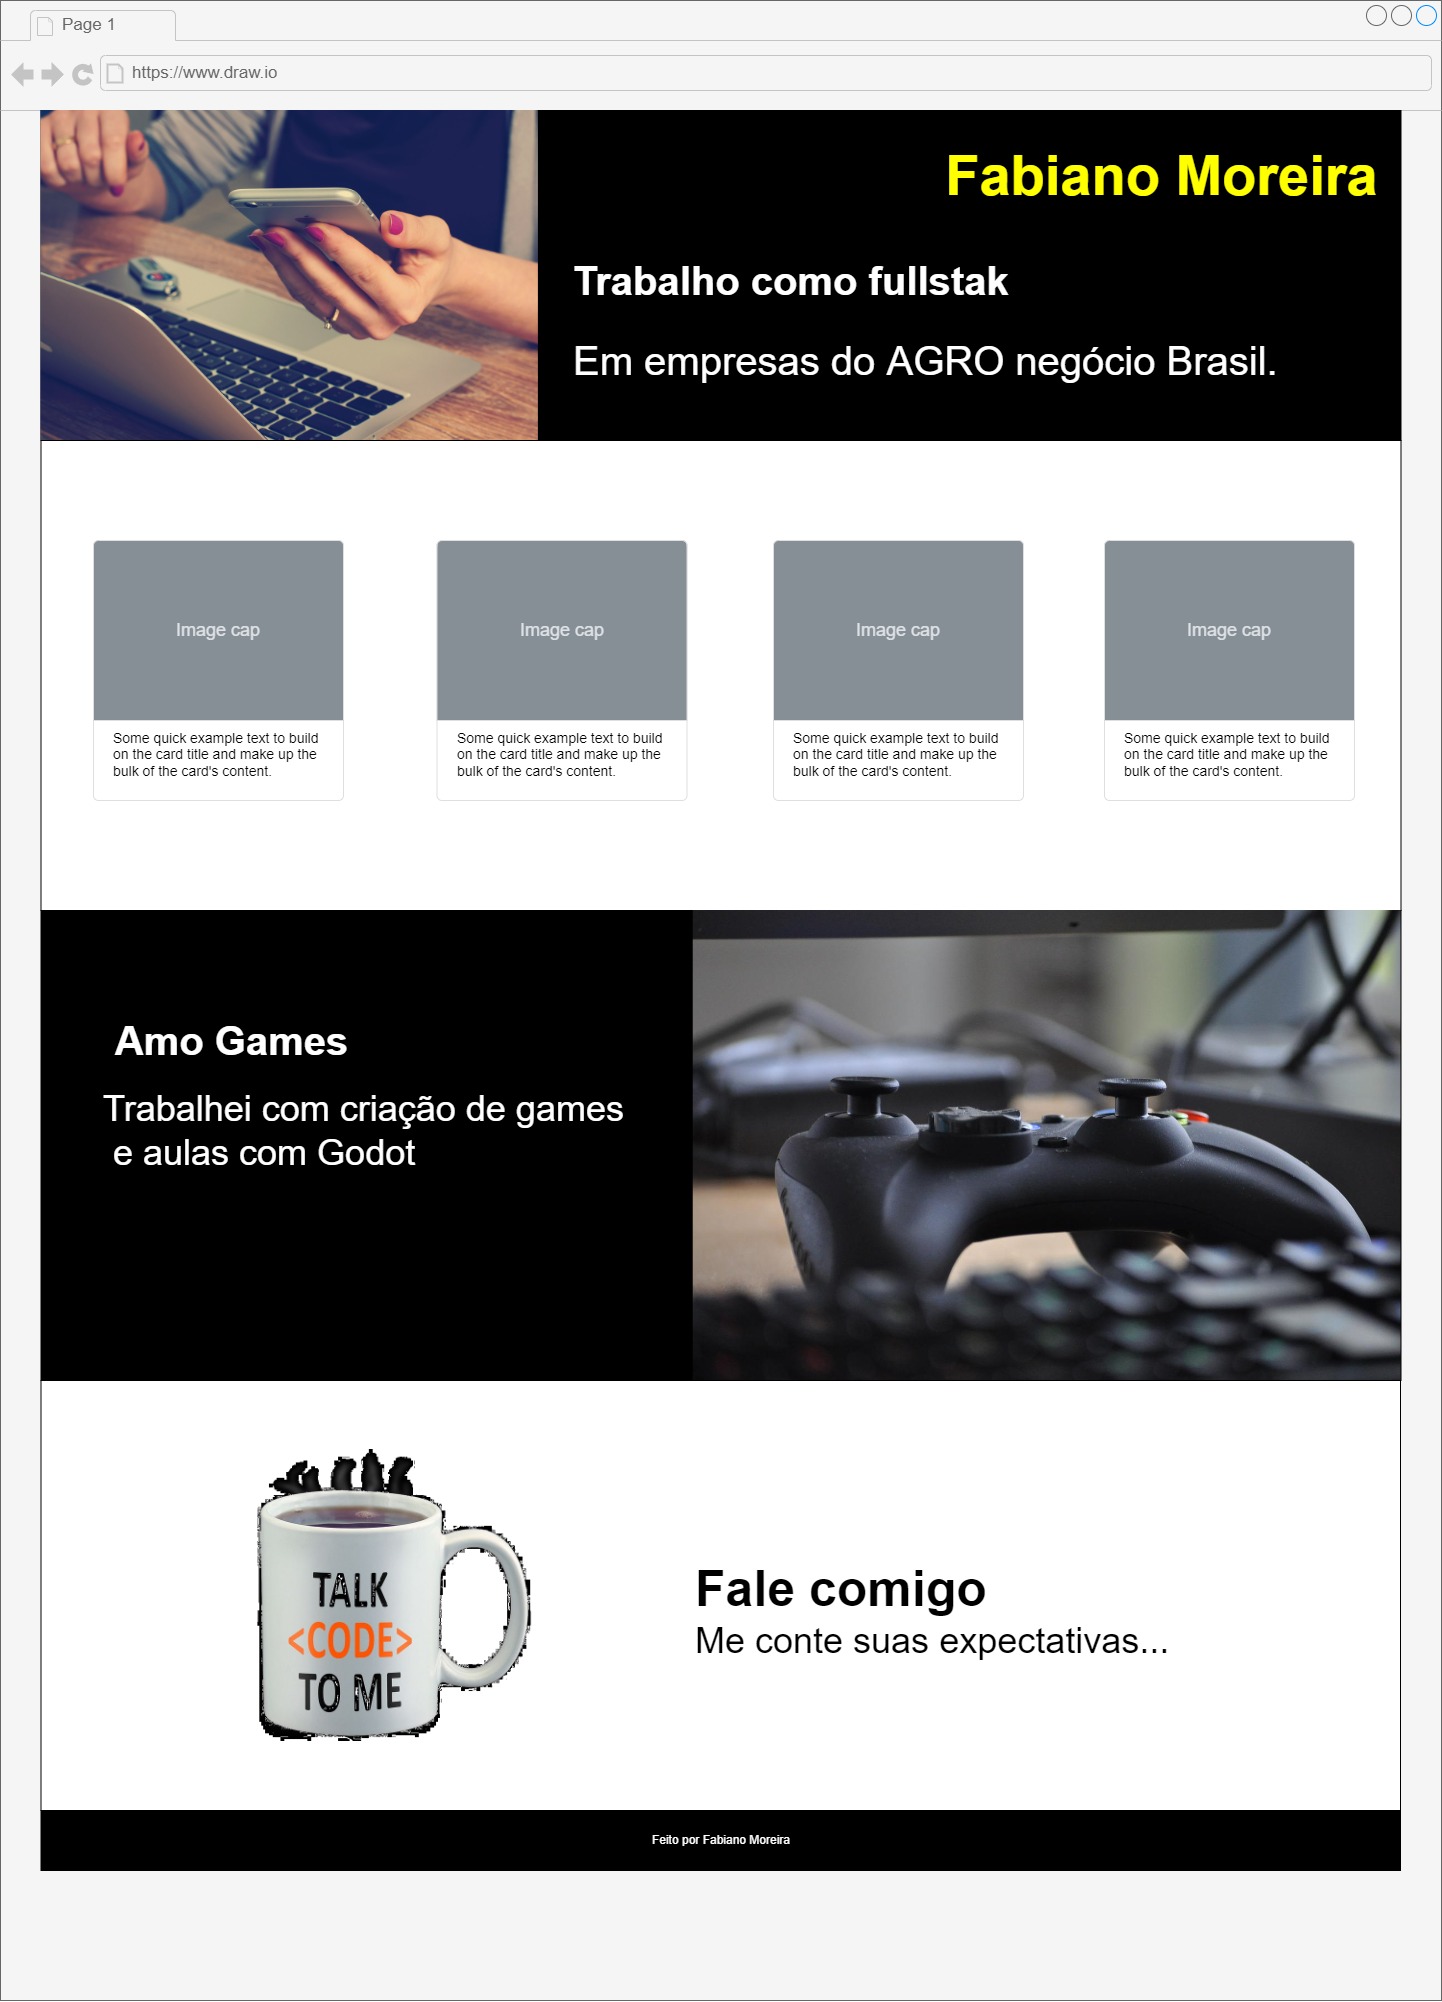 Page 1
https://www.draw.io
Fabiano Moreira
Trabalho como fullstak
Em empresas do AGRO negócio Brasil.
Image cap
Some quick example text to build
on the card title and make up the
bulk of the card's content.
Image cap
Some quick example text to build
on the card title and make up the
bulk of the card's content.
Image cap
Some quick example text to build
on the card title and make up the
bulk of the card's content.
Image cap
Some quick example text to build
on the card title and make up the
bulk of the card's content.
Amo Games
Trabalhei com criação de games
e aulas com Godot
TALK
<CODE>
TO ME
Fale comigo
Me conte suas expectativas...
Feito por Fabiano Moreira